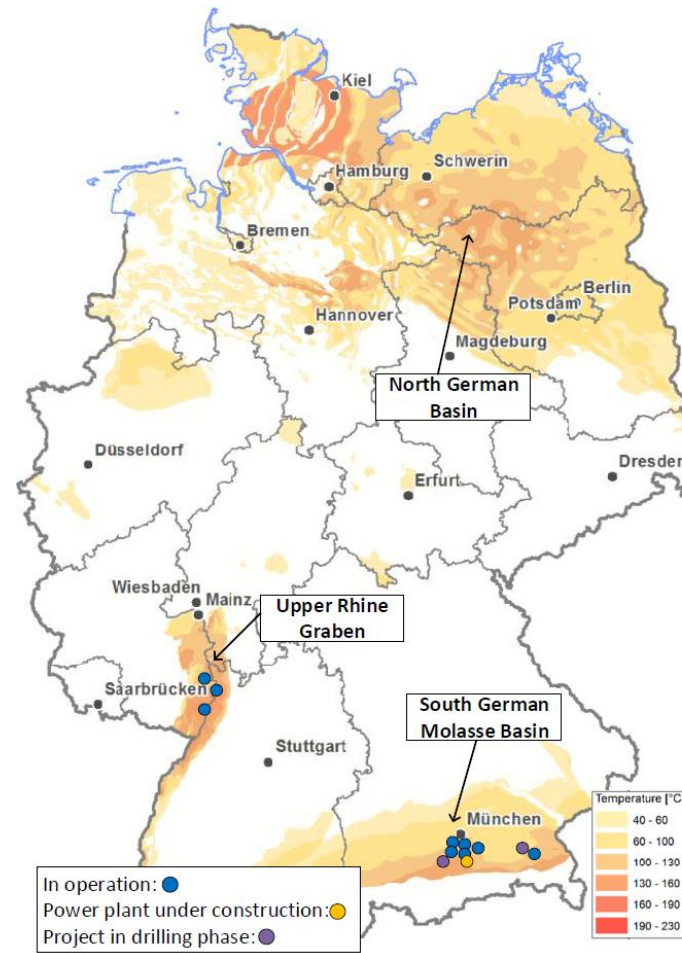 Kiel
Schwerin
Hamburg
Bremen
Berlin
Potsdam
Hannover
Magdeburg
North German
Basin
Düsseldorf
Dresden
Erfurt
Wiesbaden
Mainz
Upper Rhine
Graben
Saarbrücken
South German
Molasse Basin
Stuttgart
München
Temperature [°C]
40 - 60
60 - 100
100 - 130
130 - 160
160 - 190
190 - 230
In operation:
Power plant under construction:
Project in drilling phase: